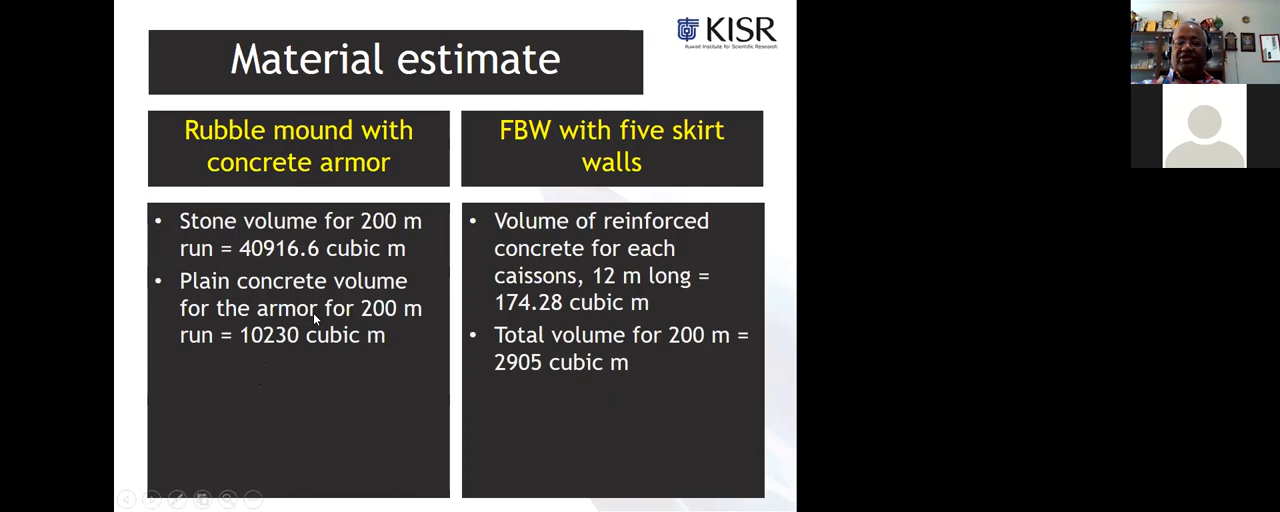 KISR
Kuwait Institute for Scientific Research
Material estimate
Rubble mound with
concrete armor
• Stone volume for 200 m
run = 40916.6 cubic m
• Plain concrete volume
for the armor for 200 m
run = 10230 cubic m
FBW with five skirt
walls
• Volume of reinforced
concrete for each
caissons, 12 m long =
174.28 cubic m
• Total volume for 200 m =
2905 cubic m